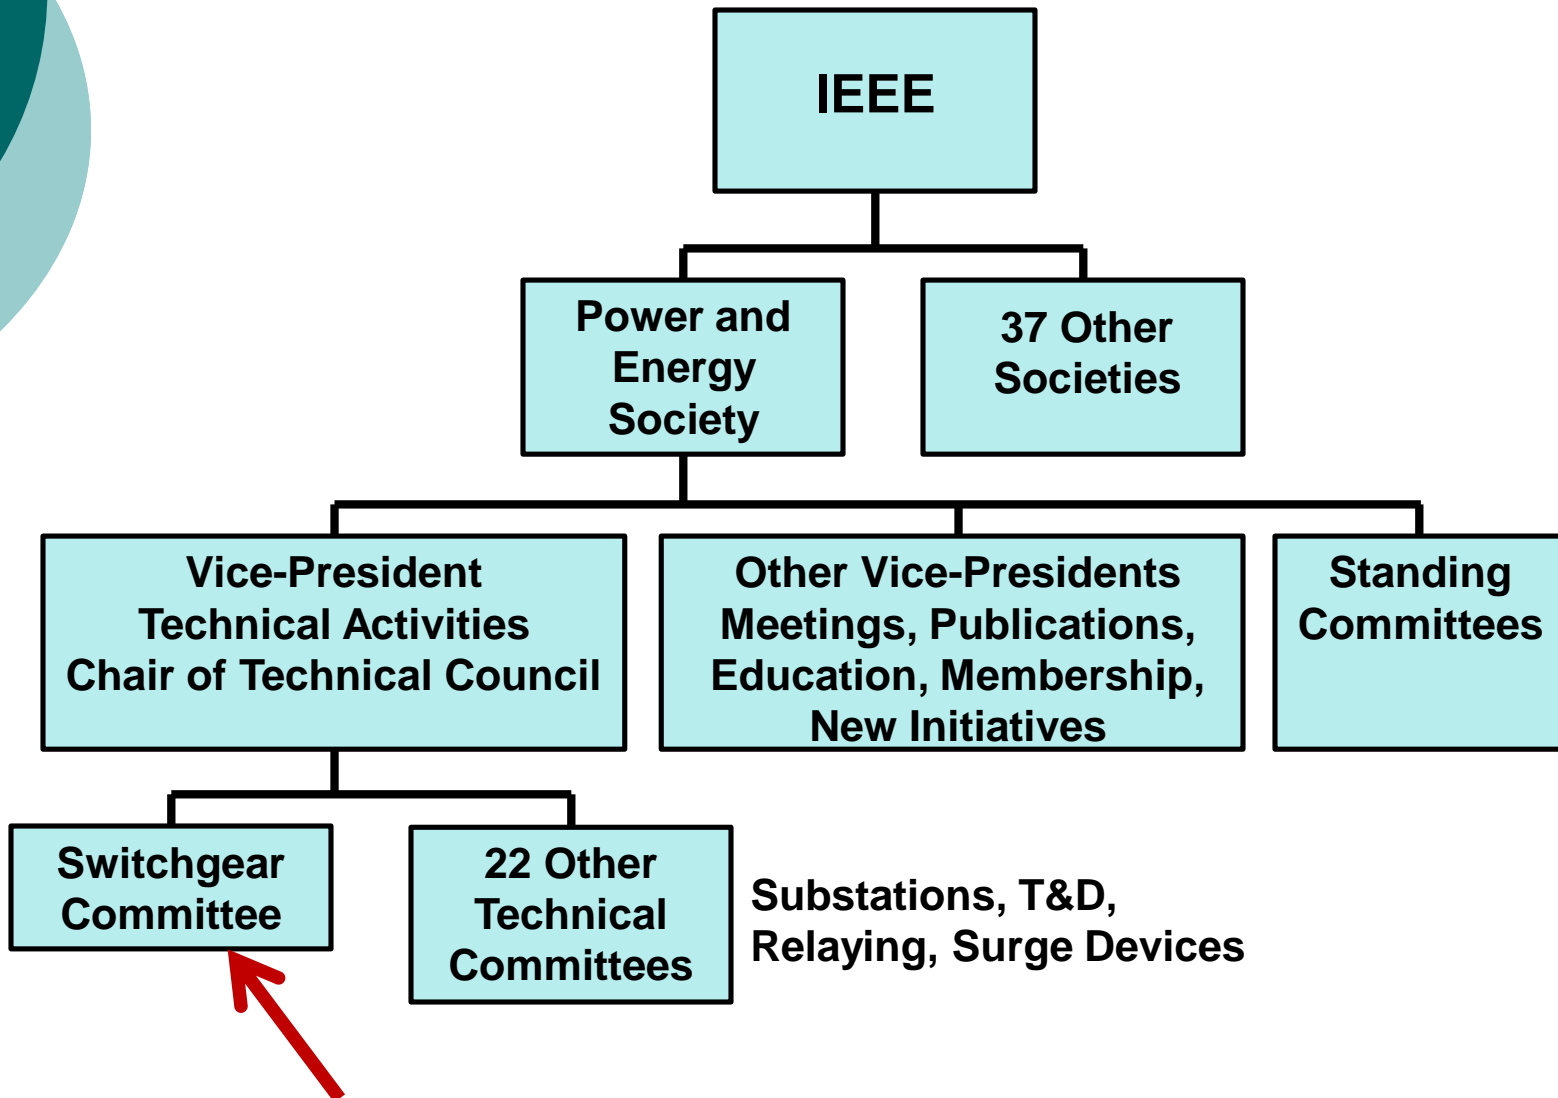 IEEE
Power and
Energy
Society
37 Other
Societies
Vice-President
Technical Activities
Chair of Technical Council
Other Vice-Presidents
Meetings, Publications,
Education, Membership,
New Initiatives
Standing
Committees
Switchgear
Committee
22 Other
Technical
Committees
Substations, T&D,
Relaying, Surge Devices